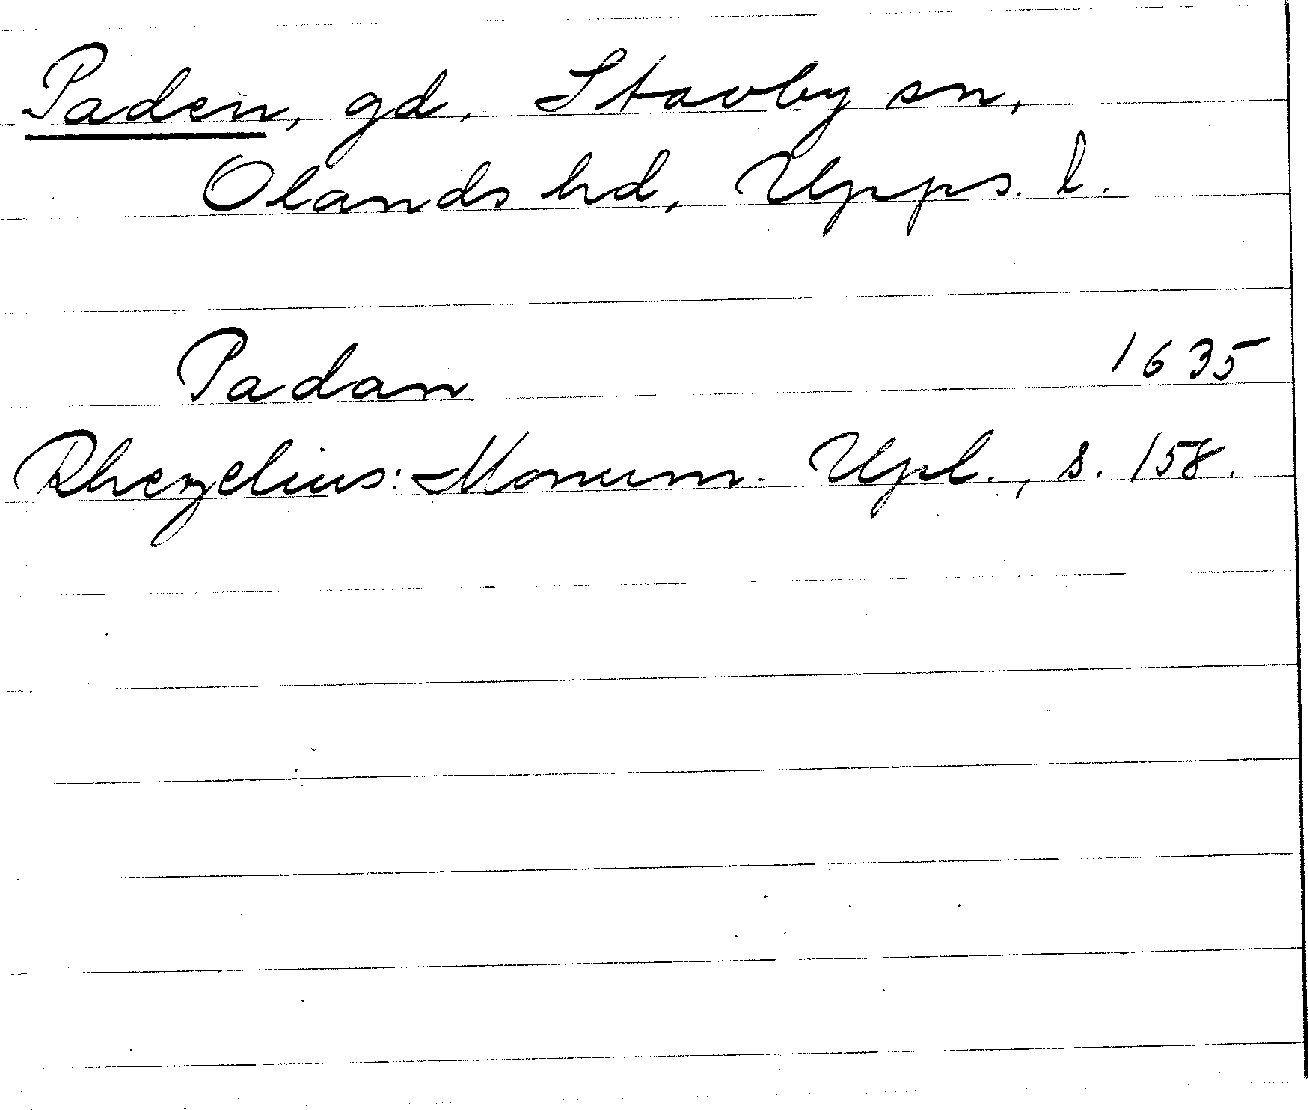 Paden, gd, Stavby sn,
Olands hd, Upps. l.
Padan 1635
Rhezelius: Monum. Upl., s. 158.